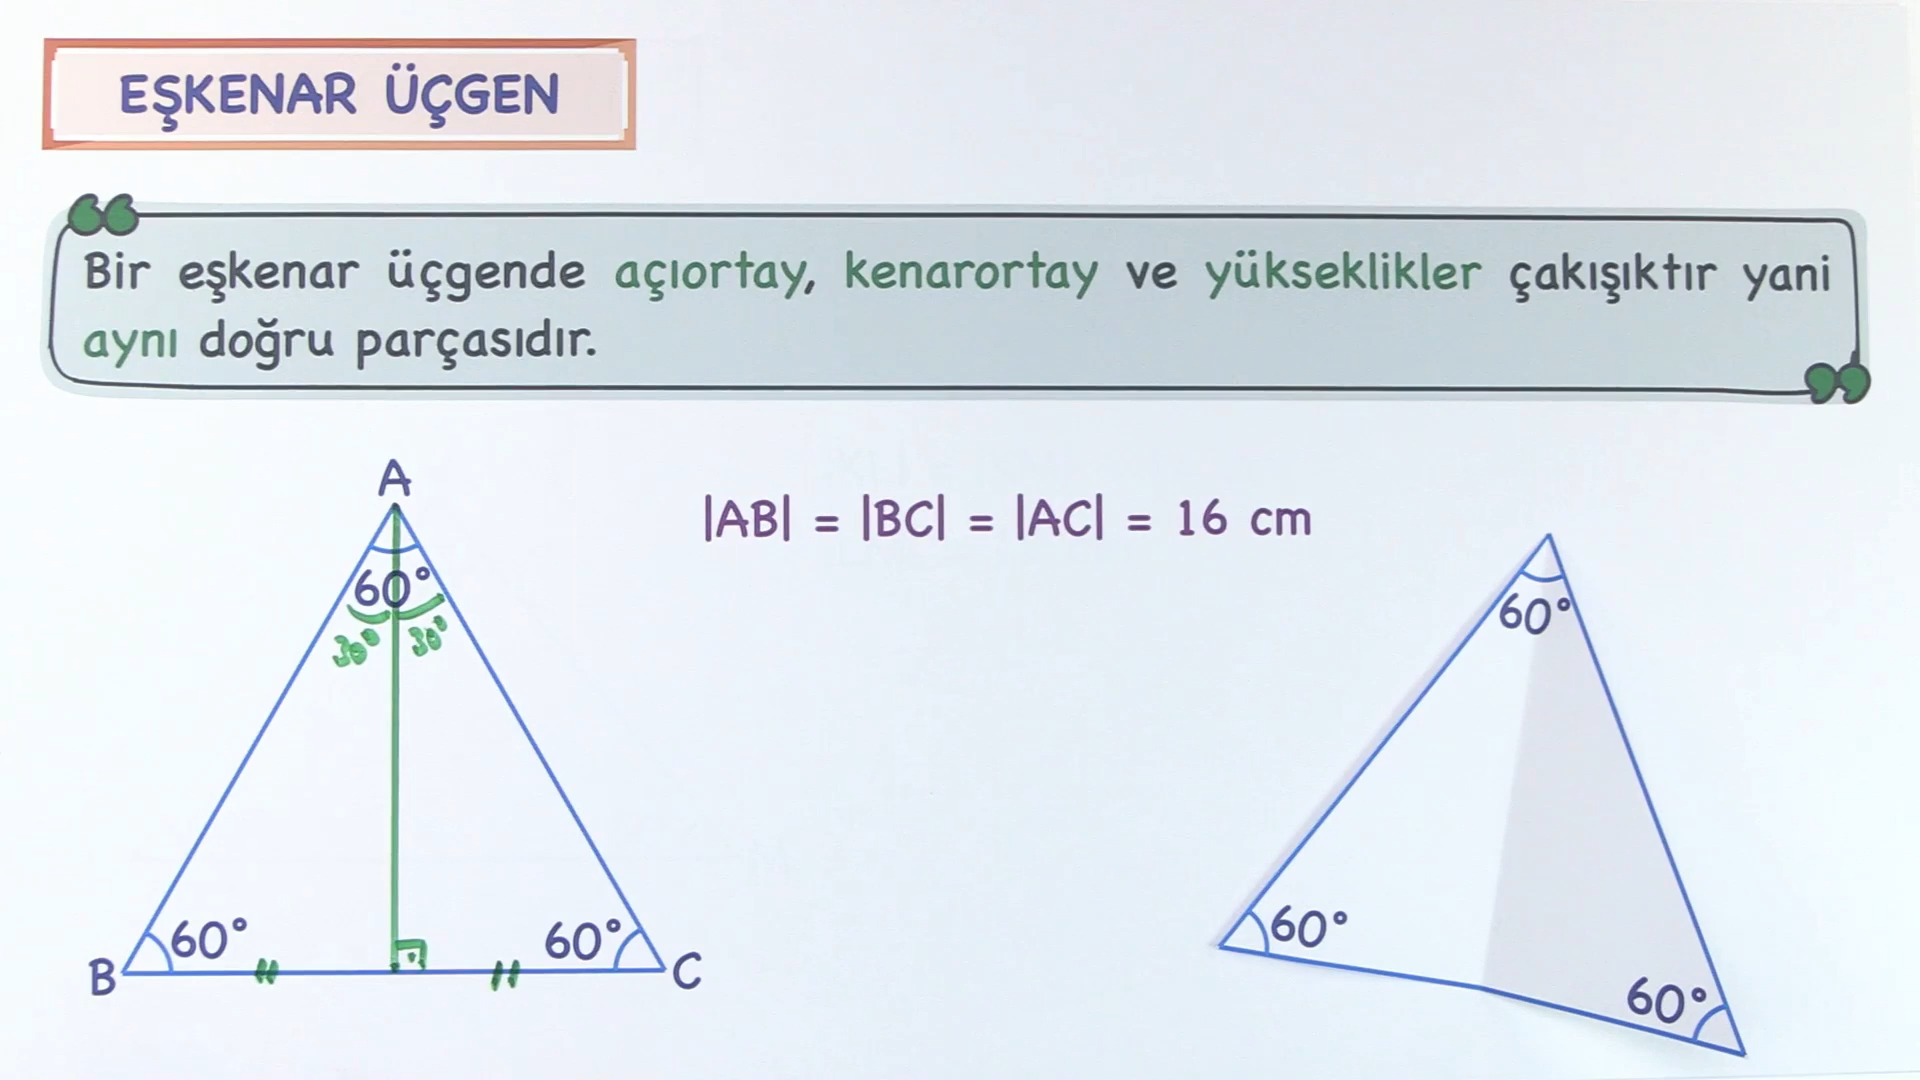 EŞKENAR ÜÇGEN
Bir eşkenar üçgende açıortay, kenarortay ve yükseklikler çakışıktır yani
aynı doğru parçasıdır.
A
|AB| = |BC| = |AC| = 16 cm
60°
30° 30°
60°
60°
B
60°
C
60°
60°